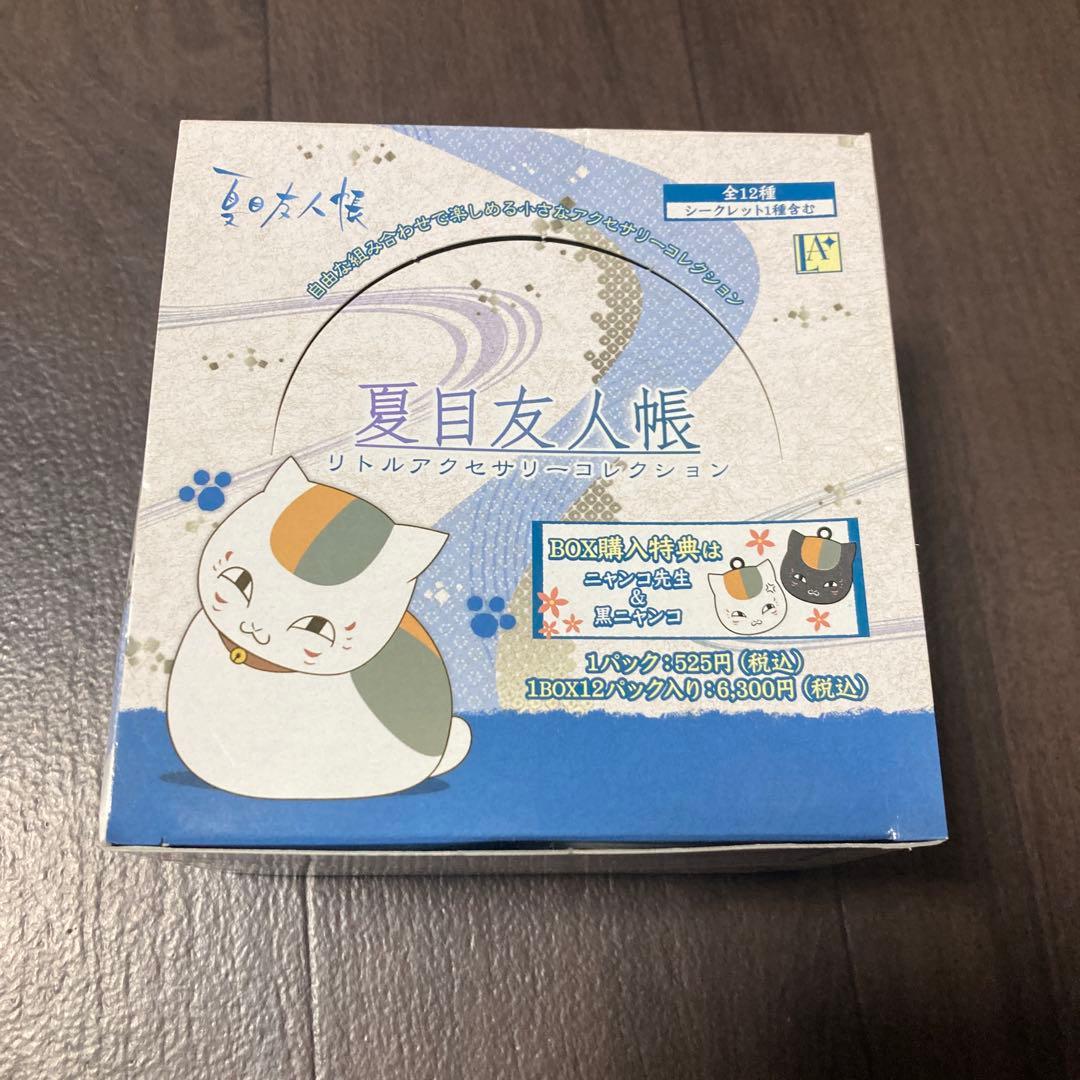 夏目友人帳
全12種
シークレット1種含む
LA
自由な組み合わせで楽しめる小さなアクセサリーコレクション
夏目友人帳
リトルアクセサリーコレクション
BOX購入特典は
ニャンコ先生
&
黒ニャンコ
1パック:525円(税込)
1BOX12パック入り:6,300円(税込)